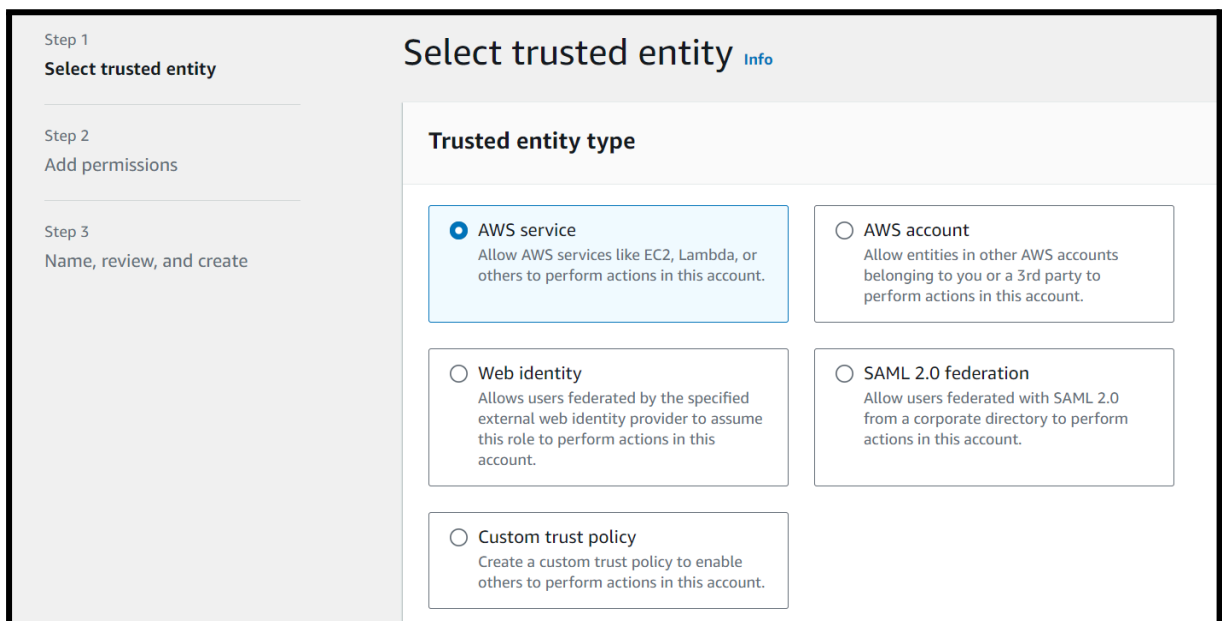 Step 1
Select trusted entity
Step 2
Add permissions
Step 3
Name, review, and create
Select trusted entity Info
Trusted entity type
AWS service
Allow AWS services like EC2, Lambda, or
others to perform actions in this account.
AWS account
Allow entities in other AWS accounts
belonging to you or a 3rd party to
perform actions in this account.
Web identity
Allows users federated by the specified
external web identity provider to assume
this role to perform actions in this
account.
SAML 2.0 federation
Allow users federated with SAML 2.0
from a corporate directory to perform
actions in this account.
Custom trust policy
Create a custom trust policy to enable
others to perform actions in this account.